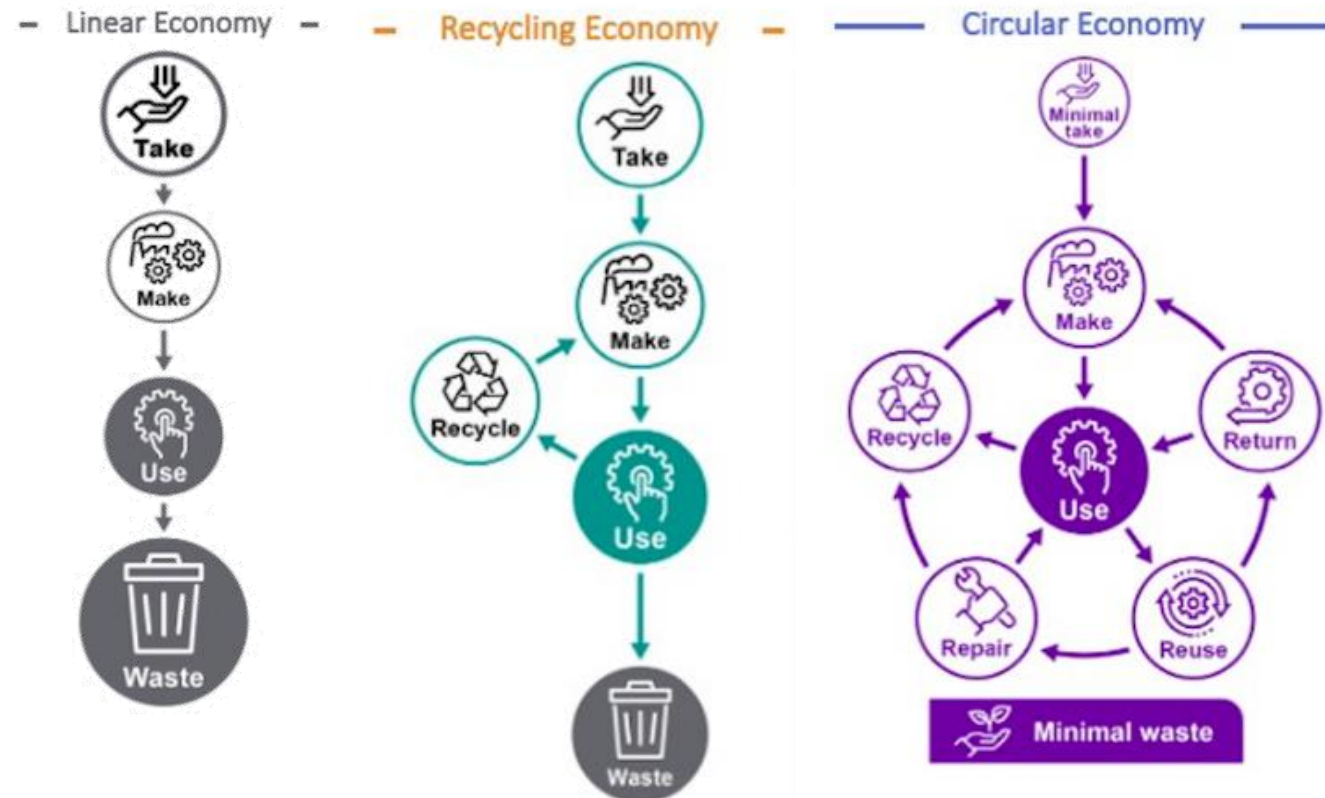 Linear Economy
Take
Make
Use
Waste
Recycling Economy
Take
Make
Recycle
Use
Waste
Circular Economy
Minimal
take
Make
Recycle
Return
Use
Repair
Reuse
Minimal waste